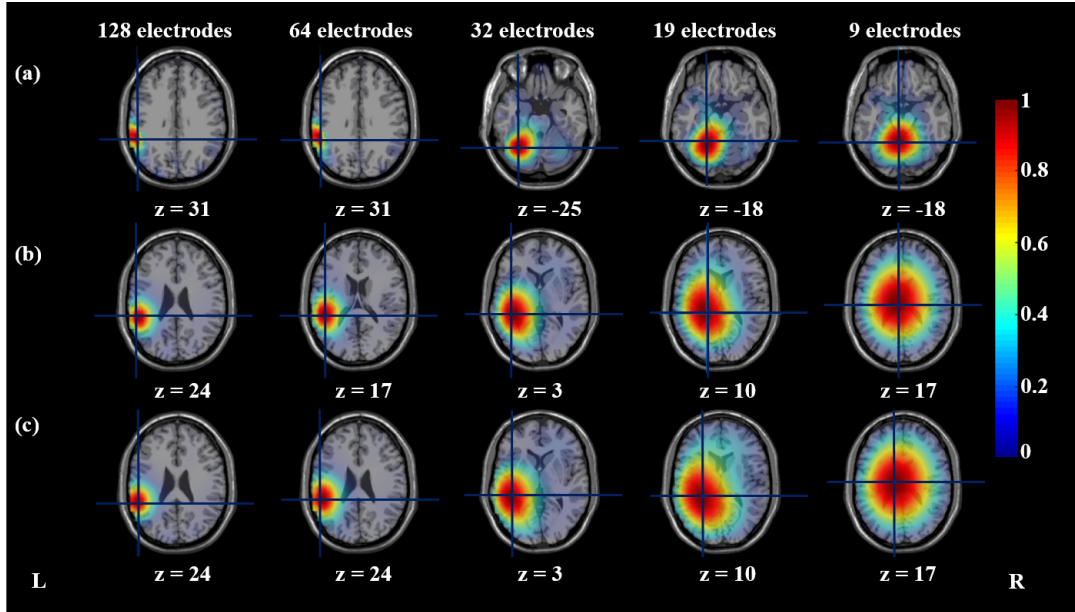 128 electrodes 64 electrodes 32 electrodes 19 electrodes 9 electrodes
(a)
1
0.8
0.6
0.4
0.2
0
z = 31 z = 31 z = -25 z = -18 z = -18
(b)
z = 24 z = 17 z = 3 z = 10 z = 17
(c)
z = 24 z = 24 z = 3 z = 10 z = 17
L R